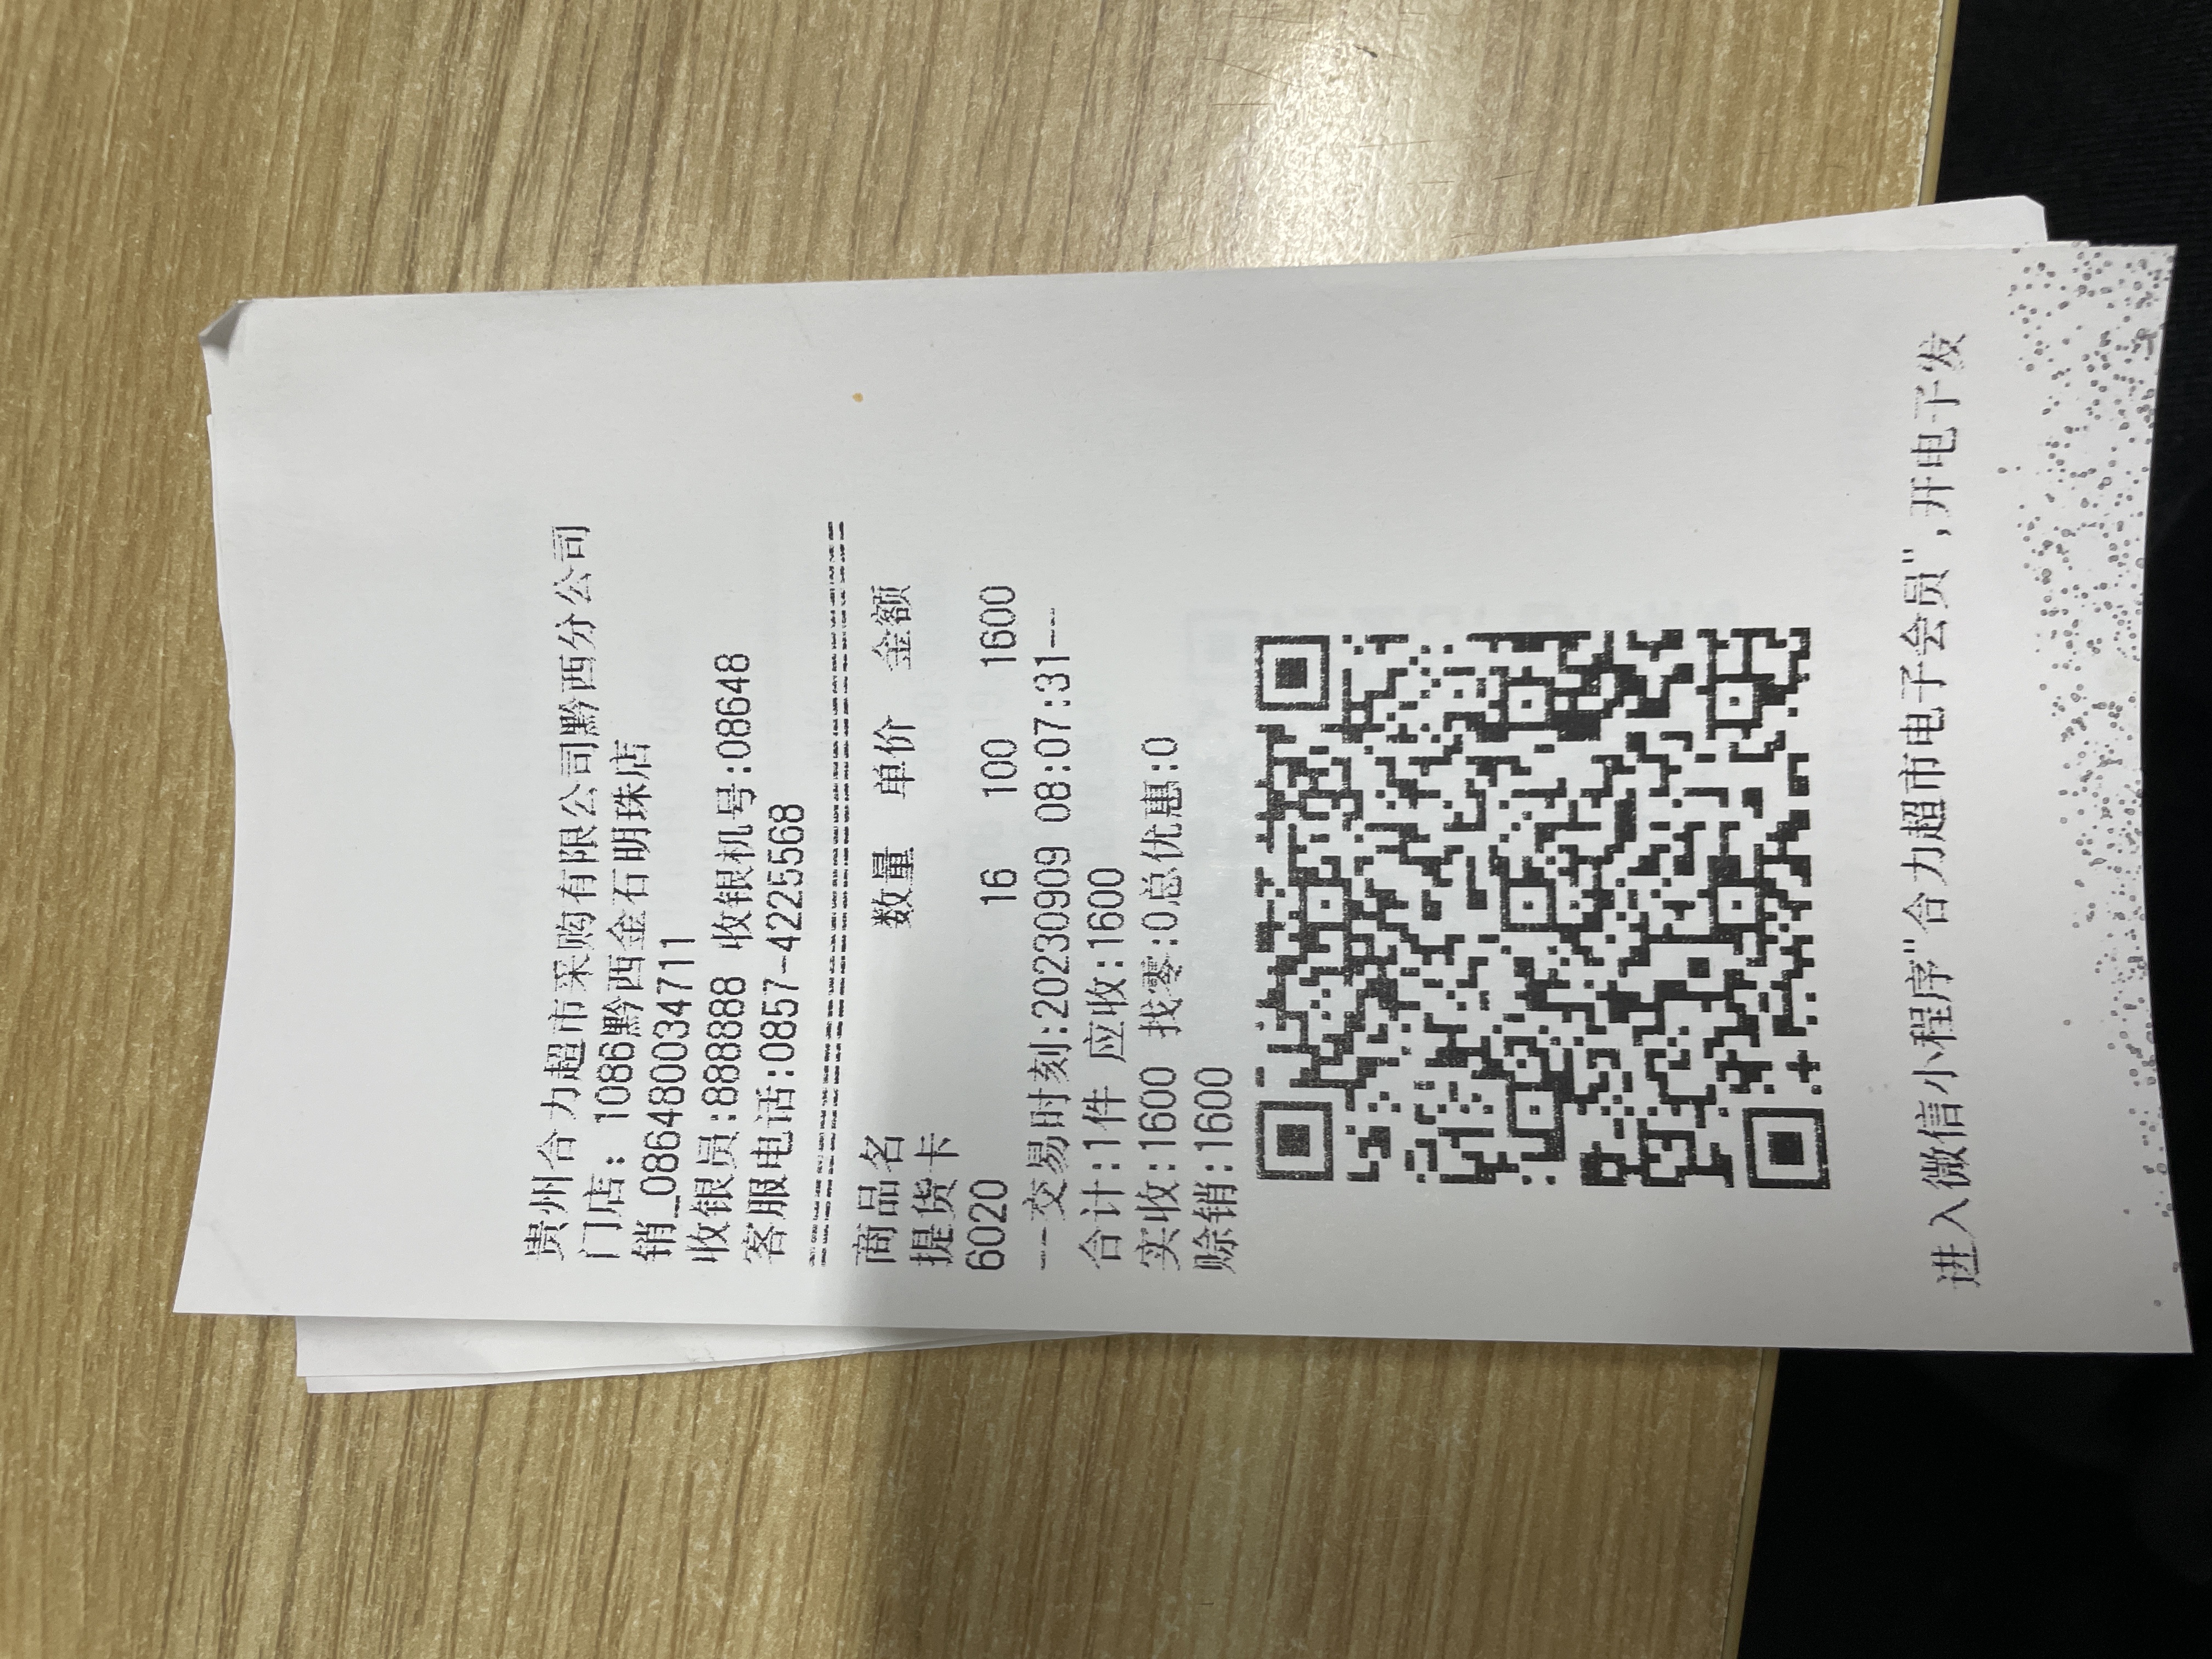 贵州合力超市采购有限公司黔西分公司
门店: 1086黔西金石明珠店
销_086480034711
收银员:888888 收银机号:08648
客服电话:0857-4225568
商品名 数量 单价 金额
提货卡
6020 16 100 1600
--交易时刻:20230909 08:07:31--
合计:1件 应收:1600
实收:1600 找零:0总优惠:0
赊销:1600
进入微信小程序"合力超市电子会员",开电子发